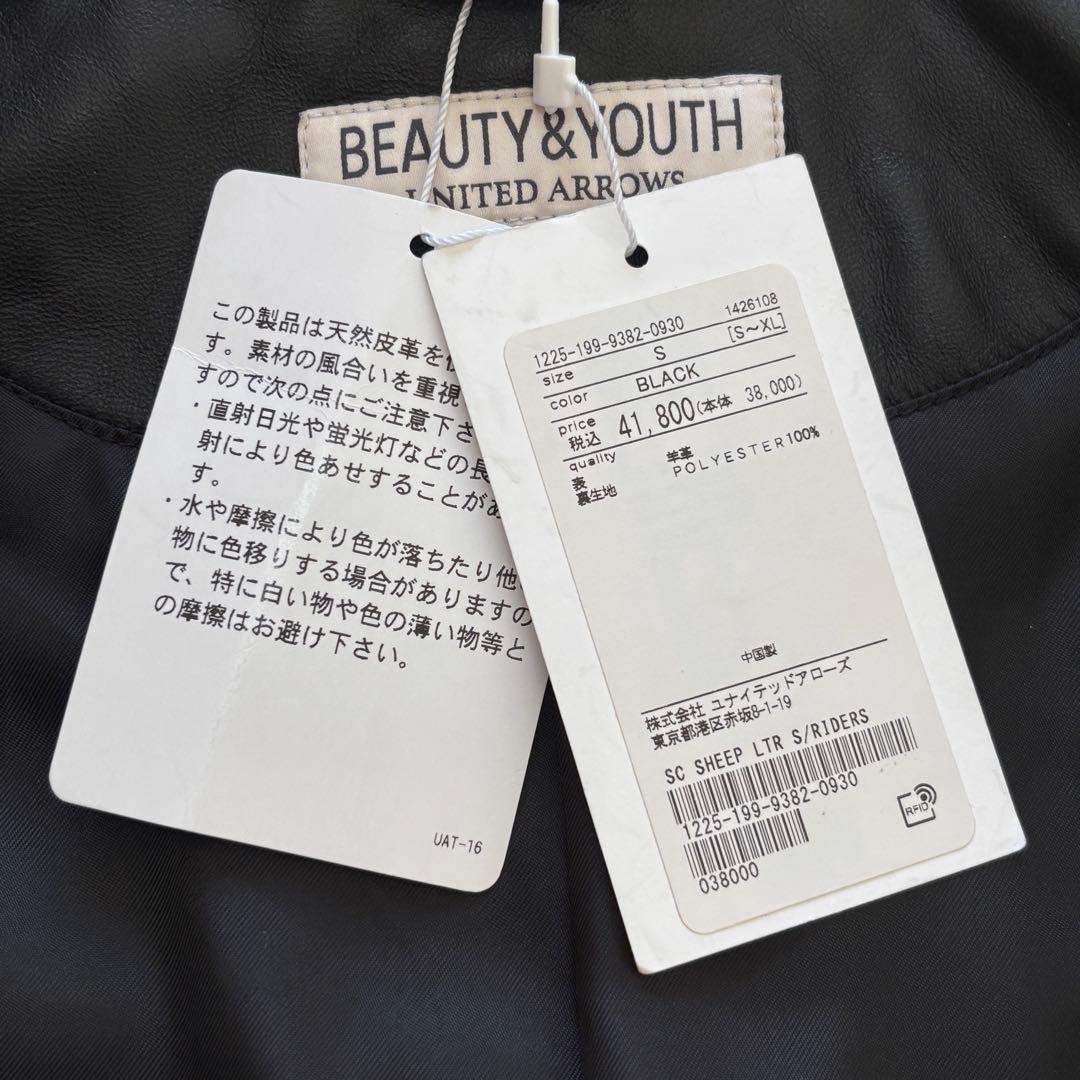 BEAUTY&YOUTH
UNITED ARROWS
この製品は天然皮革を使
す。素材の風合いを重視
すので次の点にご注意下さ
・直射日光や蛍光灯などの長
射により色あせすることがあ
す。
・水や摩擦により色が落ちたり他
物に色移りする場合がありますの
で、特に白い物や色の薄い物等と
の摩擦はお避け下さい。
UAT-16
1225-199-9382-0930 1426108
size S [S～XL]
color BLACK
price
税込 41,800(本体 38,000)
quality
表 羊革
裏生地 POLYESTER100%
中国製
株式会社 ユナイテッドアローズ
東京都港区赤坂8-1-19
SC SHEEP LTR S/RIDERS
1225-199-9382-0930
038000
RFID